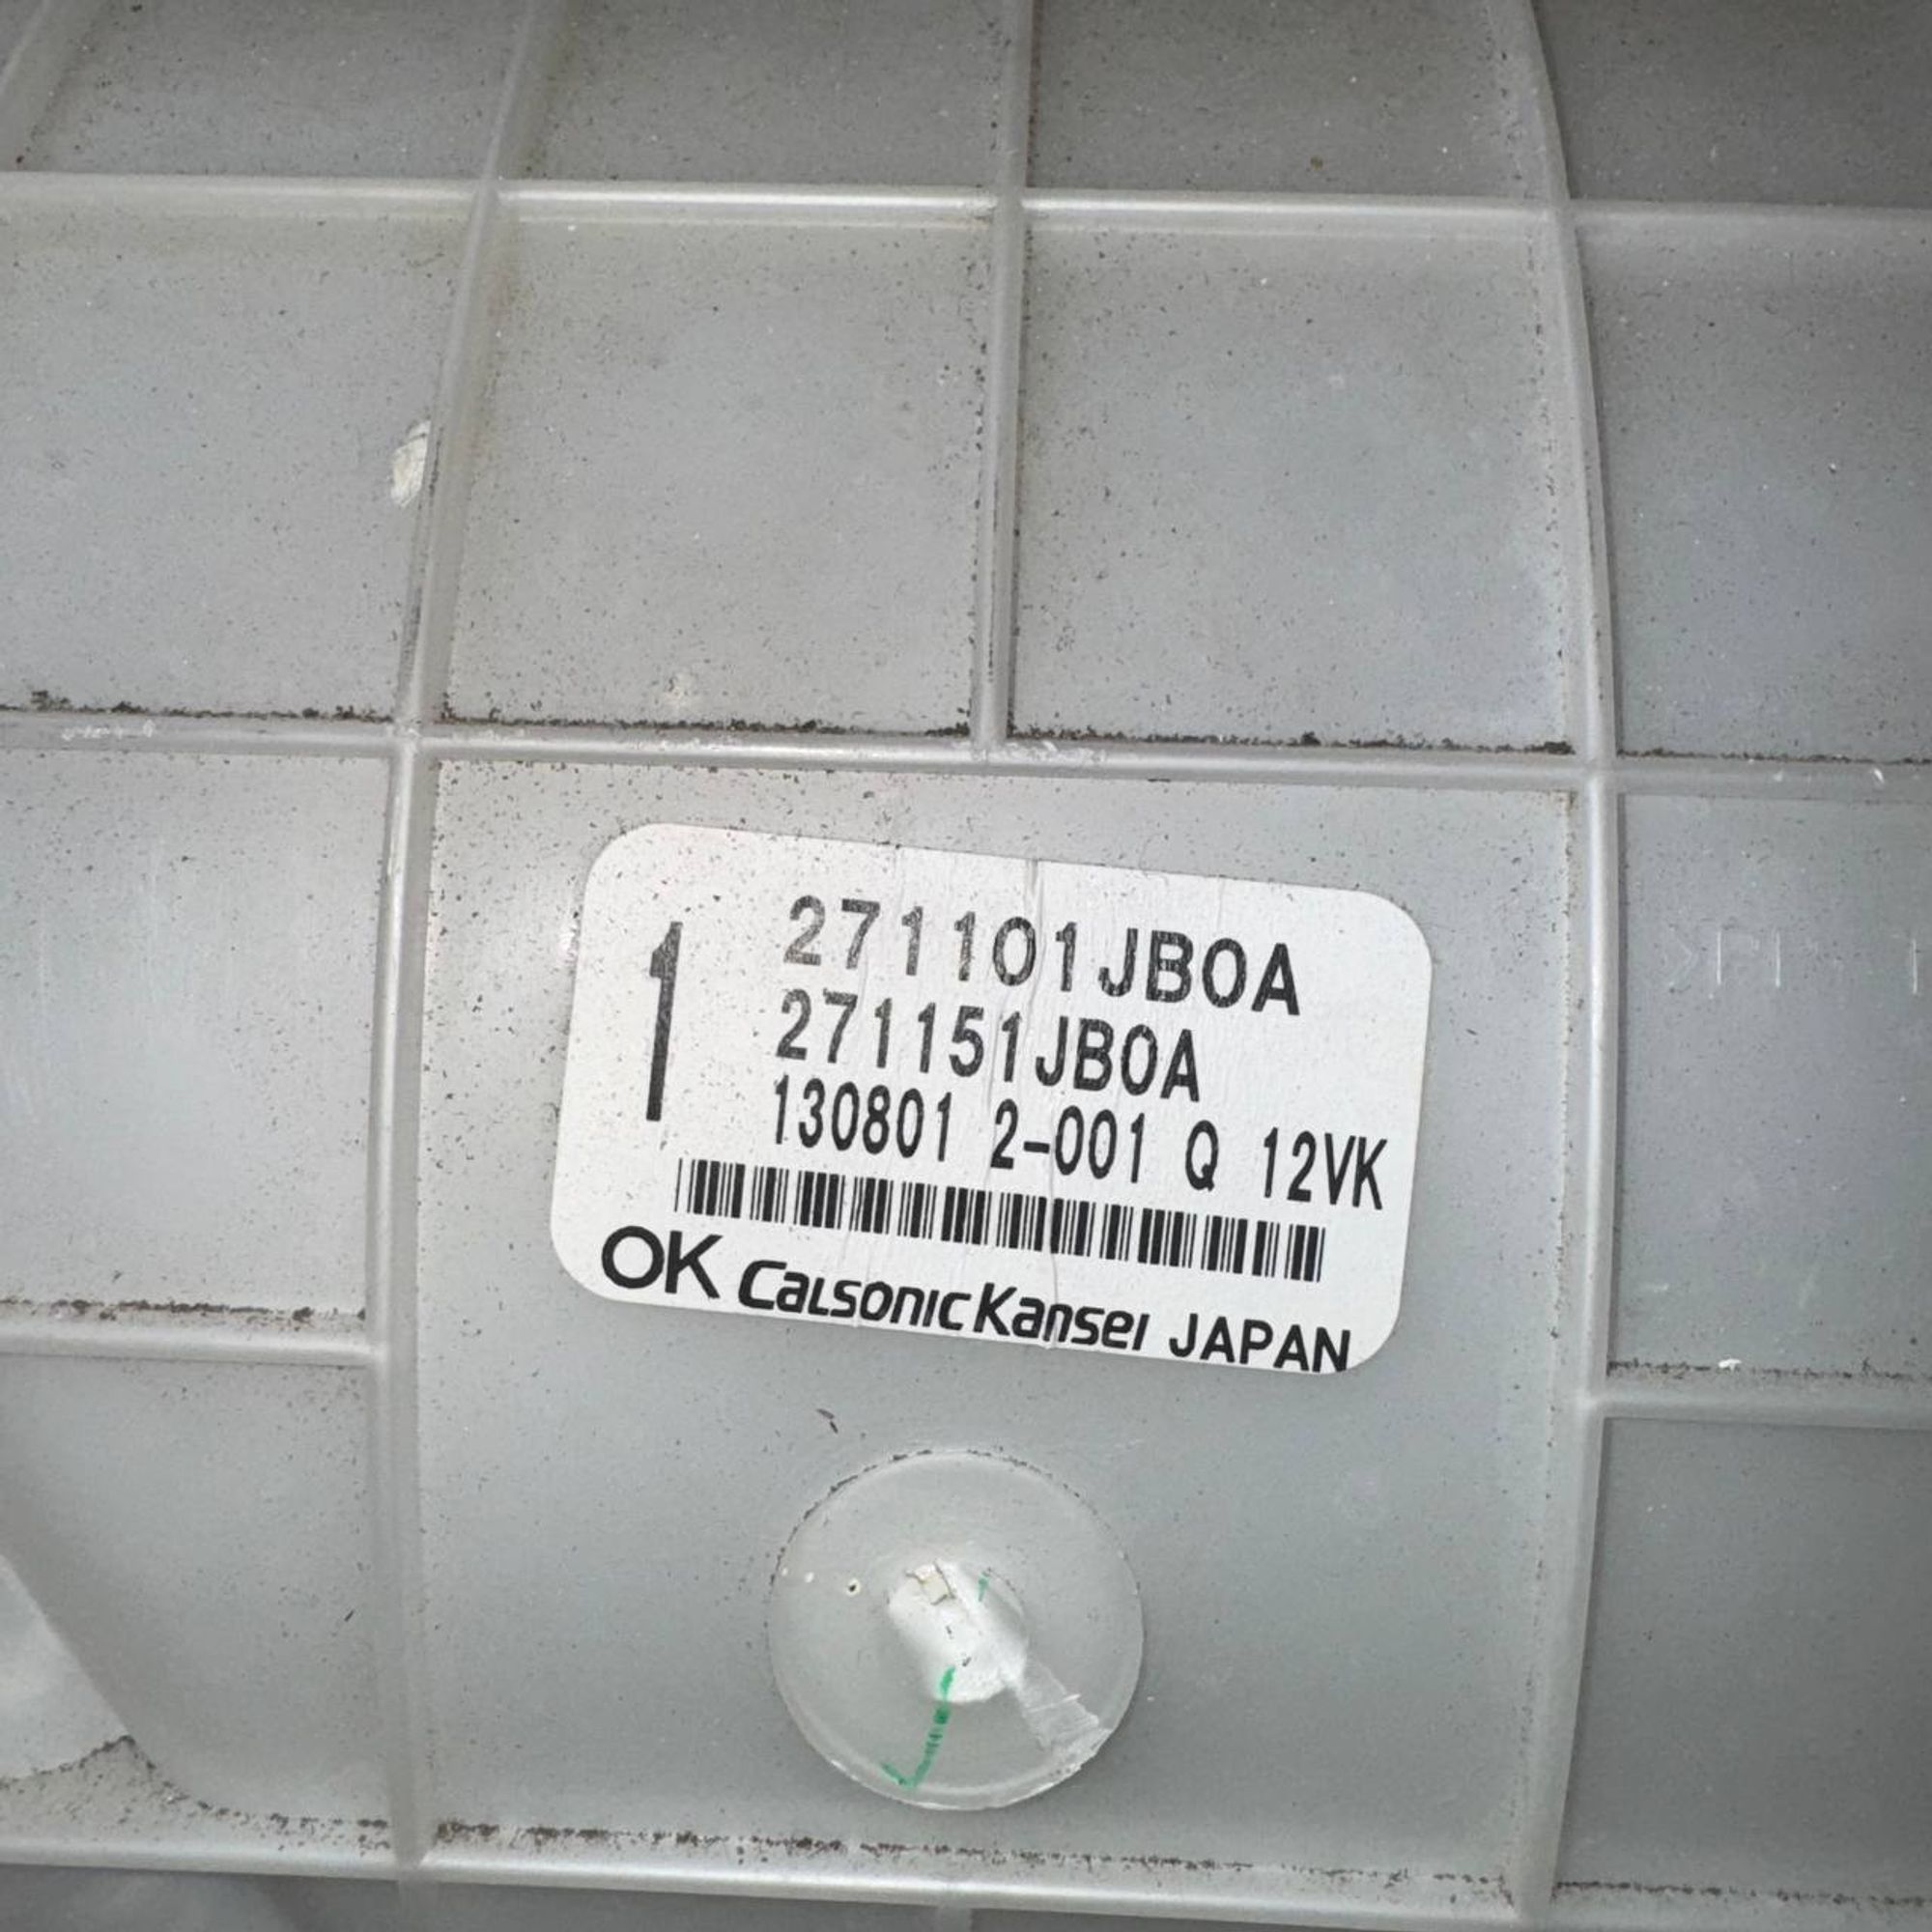 1
271101JB0A
271151JB0A
130801 2-001 Q 12VK
OK CalsonicKansei JAPAN